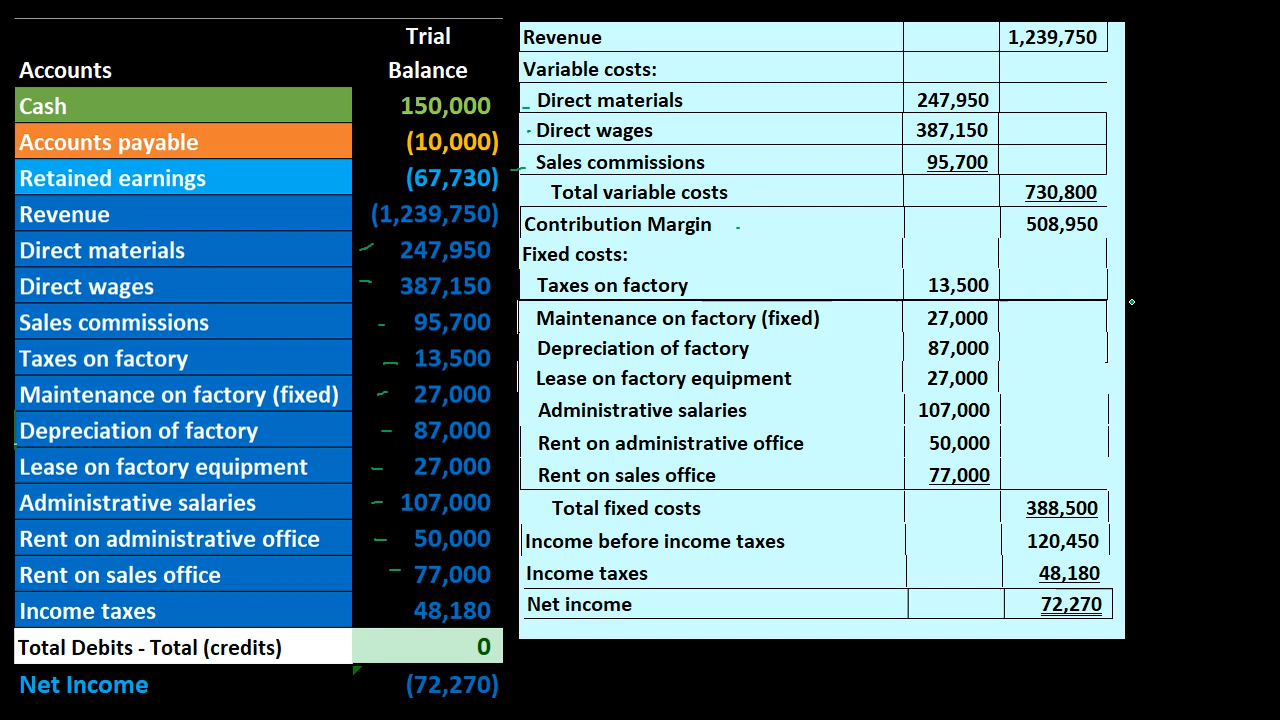 Trial
Accounts Balance
Cash 150,000
Accounts payable (10,000)
Retained earnings (67,730)
Revenue (1,239,750)
Direct materials 247,950
Direct wages 387,150
Sales commissions 95,700
Taxes on factory 13,500
Maintenance on factory (fixed) 27,000
Depreciation of factory 87,000
Lease on factory equipment 27,000
Administrative salaries 107,000
Rent on administrative office 50,000
Rent on sales office 77,000
Income taxes 48,180
Total Debits - Total (credits) 0
Net Income (72,270)
Revenue 1,239,750
Variable costs:
Direct materials 247,950
Direct wages 387,150
Sales commissions 95,700
Total variable costs 730,800
Contribution Margin 508,950
Fixed costs:
Taxes on factory 13,500
Maintenance on factory (fixed) 27,000
Depreciation of factory 87,000
Lease on factory equipment 27,000
Administrative salaries 107,000
Rent on administrative office 50,000
Rent on sales office 77,000
Total fixed costs 388,500
Income before income taxes 120,450
Income taxes 48,180
Net income 72,270